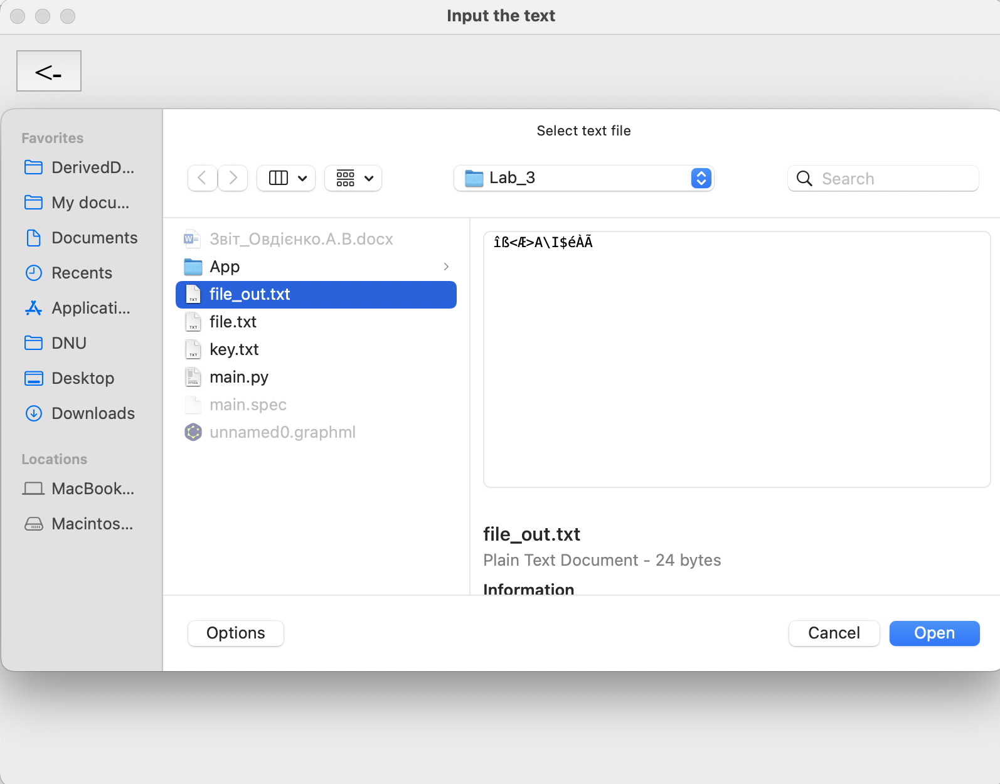 Input the text
<-
Favorites
DerivedD...
My docu...
Documents
Recents
Applicati...
DNU
Desktop
Downloads
Locations
MacBook...
Macintos...
Select text file
Lab_3
Search
Звіт_Овдієнко.А.В.docx
App
file_out.txt
file.txt
key.txt
main.py
main.spec
unnamed0.graphml
îß<Æ>A\I$éÀÃ
file_out.txt
Plain Text Document - 24 bytes
Information
Options
Cancel
Open